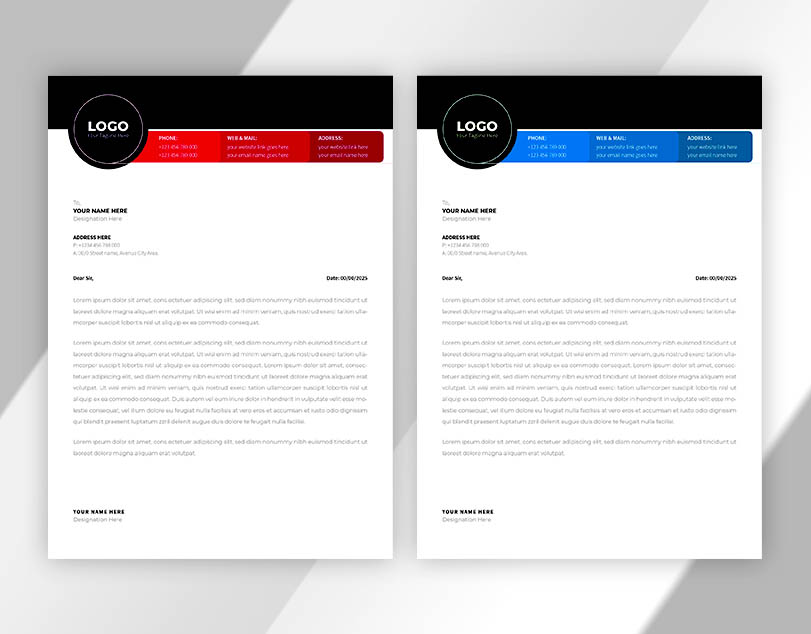 LOGO
Your Tagline Here
PHONE:
+123 456 789 000
+123 456 789 000
WEB & MAIL:
your website link goes here
your email name goes here
ADDRESS:
your website link here
your email name here
To,
YOUR NAME HERE
Designation Here
ADDRESS HERE
P: +1234 456 788 000
A: 00/0 Street name, Avenus City Area
Dear Sir,
Date: 00/00/2025
Lorem ipsum dolor sit amet, cons ectetuer adipiscing elit, sed diam nonummy nibh euismod tincidunt ut
laoreet dolore magna aliquam erat volutpat. Ut wisi enim ad minim veniam, quis nostrud exerci tation ulla-
mcorper suscipit lobortis nisl ut aliquip ex ea commodo consequat.
Lorem ipsum dolor sit amet, cons ectetuer adipiscing elit, sed diam nonummy nibh euismod tincidunt ut
laoreet dolore magna aliquam erat volutpat. Ut wisi enim ad minim veniam, quis nostrud exerci tation ulla-
mcorper suscipit lobortis nisl ut aliquip ex ea commodo consequat. Lorem ipsum dolor sit amet, consectetuer
adipiscing elit, sed diam nonummy nibh euismod tincidunt ut laoreet dolore magna aliquam erat
volutpat. Ut wisi enim ad minim veniam, quis nostrud exerc tation ullamcorper suscipit lobortis nisl ut
aliquip ex ea commodo consequat. Duis autem vel eum iriure dolor in hendrerit in vulputate velit esse mo-
lestie consequat, vel illum dolore eu feugiat nulla facilisis at vero eros et accumsan et iusto odio dignissim
qui blandit praesent luptatum zzril delenit augue duis dolore te feugait nulla facilisi.
Lorem ipsum dolor sit amet, cons ectetuer adipiscing elit, sed diam nonummy nibh euismod tincidunt ut
laoreet dolore magna aliquam erat volutpat.
YOUR NAME HERE
Designation Here
LOGO
Your Tagline Here
PHONE:
+123 456 789 000
+123 456 789 000
WEB & MAIL:
your website link goes here
your email name goes here
ADDRESS:
your website link here
your email name here
To,
YOUR NAME HERE
Designation Here
ADDRESS HERE
P: +1234 456 788 000
A: 00/0 Street name, Avenus City Area
Dear Sir,
Date: 00/00/2025
Lorem ipsum dolor sit amet, cons ectetuer adipiscing elit, sed diam nonummy nibh euismod tincidunt ut
laoreet dolore magna aliquam erat volutpat. Ut wisi enim ad minim veniam, quis nostrud exerci tation ulla-
mcorper suscipit lobortis nisl ut aliquip ex ea commodo consequat.
Lorem ipsum dolor sit amet, cons ectetuer adipiscing elit, sed diam nonummy nibh euismod tincidunt ut
laoreet dolore magna aliquam erat volutpat. Ut wisi enim ad minim veniam, quis nostrud exerci tation ulla-
mcorper suscipit lobortis nisl ut aliquip ex ea commodo consequat. Lorem ipsum dolor sit amet, consectetuer
adipiscing elit, sed diam nonummy nibh euismod tincidunt ut laoreet dolore magna aliquam erat
volutpat. Ut wisi enim ad minim veniam, quis nostrud exerc tation ullamcorper suscipit lobortis nisl ut
aliquip ex ea commodo consequat. Duis autem vel eum iriure dolor in hendrerit in vulputate velit esse mo-
lestie consequat, vel illum dolore eu feugiat nulla facilisis at vero eros et accumsan et iusto odio dignissim
qui blandit praesent luptatum zzril delenit augue duis dolore te feugait nulla facilisi.
Lorem ipsum dolor sit amet, cons ectetuer adipiscing elit, sed diam nonummy nibh euismod tincidunt ut
laoreet dolore magna aliquam erat volutpat.
YOUR NAME HERE
Designation Here